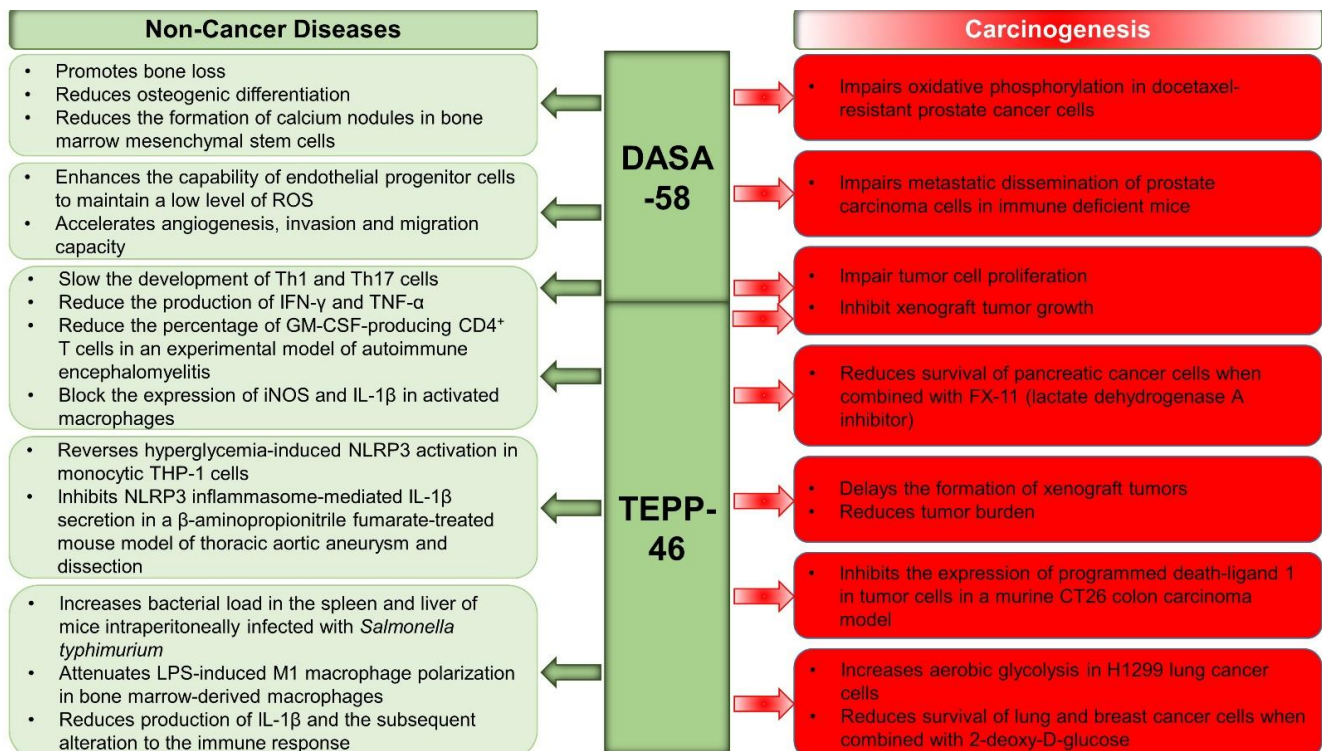 Non-Cancer Diseases
• Promotes bone loss
• Reduces osteogenic differentiation
• Reduces the formation of calcium nodules in bone
marrow mesenchymal stem cells
• Enhances the capability of endothelial progenitor cells
to maintain a low level of ROS
• Accelerates angiogenesis, invasion and migration
capacity
• Slow the development of Th1 and Th17 cells
• Reduce the production of IFN-γ and TNF-α
• Reduce the percentage of GM-CSF-producing CD4⁺
T cells in an experimental model of autoimmune
encephalomyelitis
• Block the expression of iNOS and IL-1β in activated
macrophages
• Reverses hyperglycemia-induced NLRP3 activation in
monocytic THP-1 cells
• Inhibits NLRP3 inflammasome-mediated IL-1β
secretion in a β-aminopropionitrile fumarate-treated
mouse model of thoracic aortic aneurysm and
dissection
• Increases bacterial load in the spleen and liver of
mice intraperitoneally infected with Salmonella
typhimurium
• Attenuates LPS-induced M1 macrophage polarization
in bone marrow-derived macrophages
• Reduces production of IL-1β and the subsequent
alteration to the immune response
DASA
-58
TEPP-
46
Carcinogenesis
• Impairs oxidative phosphorylation in docetaxel-
resistant prostate cancer cells
• Impairs metastatic dissemination of prostate
carcinoma cells in immune deficient mice
• Impair tumor cell proliferation
• Inhibit xenograft tumor growth
• Reduces survival of pancreatic cancer cells when
combined with FX-11 (lactate dehydrogenase A
inhibitor)
• Delays the formation of xenograft tumors
• Reduces tumor burden
• Inhibits the expression of programmed death-ligand 1
in tumor cells in a murine CT26 colon carcinoma
model
• Increases aerobic glycolysis in H1299 lung cancer
cells
• Reduces survival of lung and breast cancer cells when
combined with 2-deoxy-D-glucose